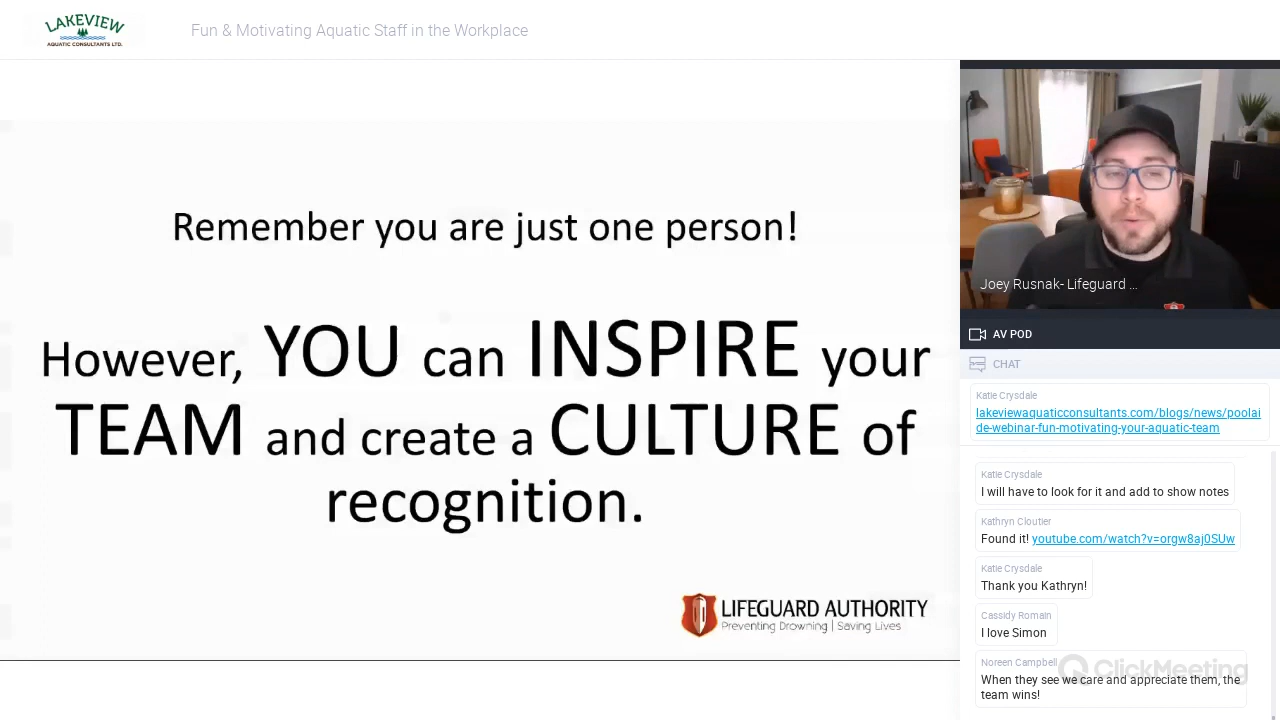 LAKEVIEW
AQUATIC CONSULTANTS LTD.
Fun & Motivating Aquatic Staff in the Workplace
Remember you are just one person!
However, YOU can INSPIRE your
TEAM and create a CULTURE of
recognition.
LIFEGUARD AUTHORITY
Preventing Drowning | Saving Lives
Joey Rusnak- Lifeguard ...
AV POD
CHAT
Katie Crysdale
lakeviewaquaticconsultants.com/blogs/news/poolai
de-webinar-fun-motivating-your-aquatic-team
Katie Crysdale
I will have to look for it and add to show notes
Kathryn Cloutier
Found it! youtube.com/watch?v=orgw8aj0SUw
Katie Crysdale
Thank you Kathryn!
Cassidy Romain
I love Simon
Noreen Campbell
When they see we care and appreciate them, the
team wins!
ClickMeeting